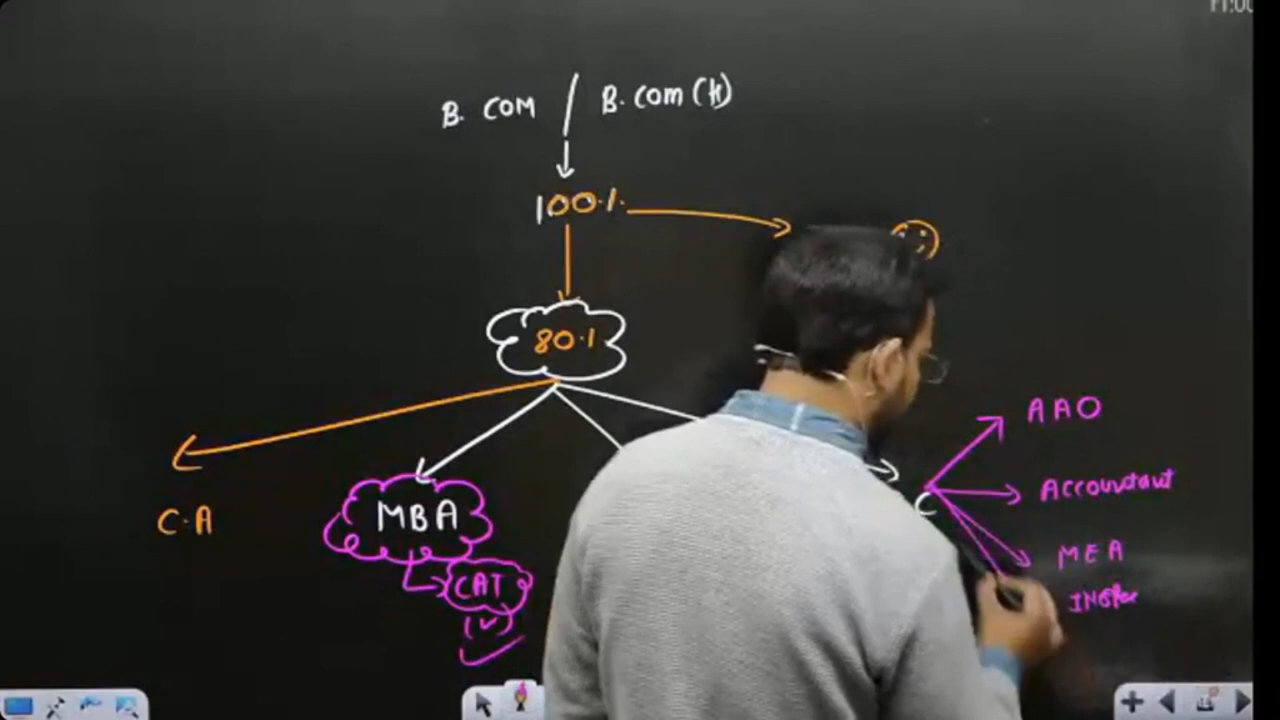 B. COM / B. COM (H)
100%
80%
AAO
Accountant
C
C.A
MBA
MEA
CAT
(✓)